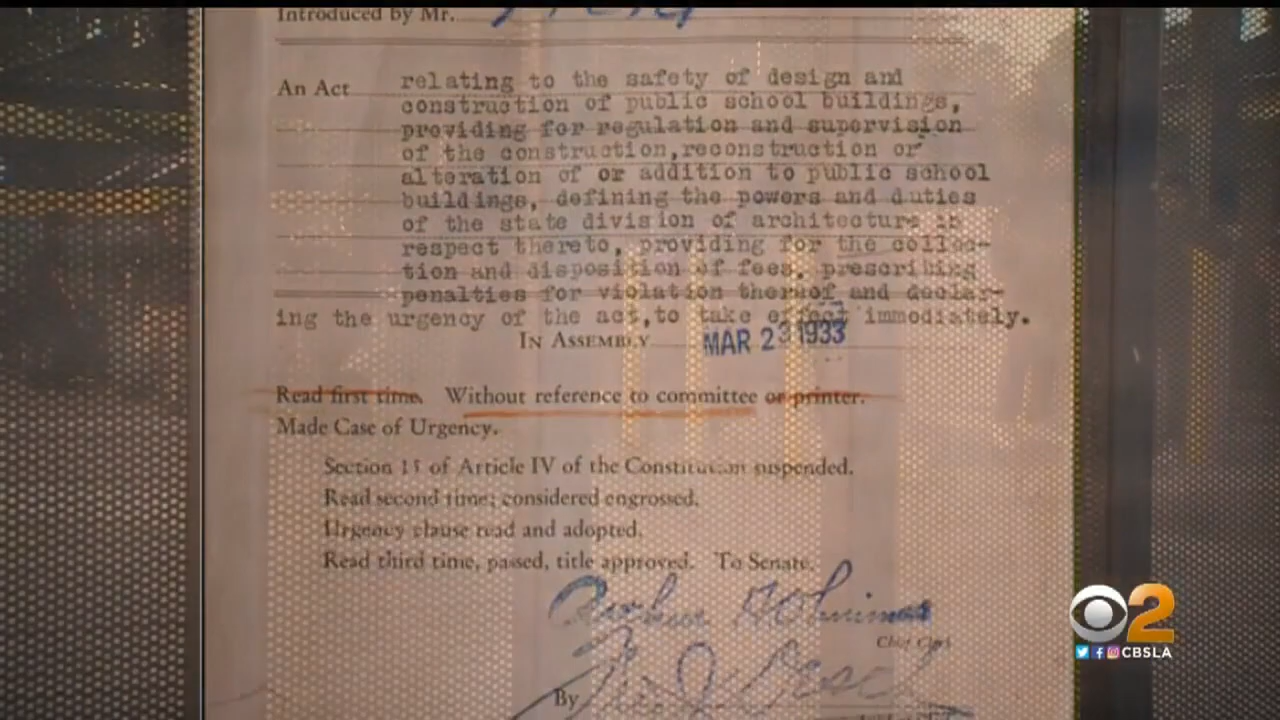 Introduced by Mr. Field
An Act relating to the safety of design and
construction of public school buildings,
providing for regulation and supervision
of the construction,reconstruction or
alteration of or addition to public school
buildings, defining the powers and duties
of the state division of architecture in
respect thereto, providing for the collec-
tion and disposition of fees, prescribing
penalties for violation thereof and declar-
ing the urgency of the act,to take effect immediately.
IN ASSEMBLY MAR 23 1933
Read first time. Without reference to committee or printer.
Made Case of Urgency.
Section 15 of Article IV of the Constitution suspended.
Read second time; considered engrossed.
Urgency clause read and adopted.
Read third time, passed, title approved. To Senate.
Arthur
Chief Clerk
By
2
CBSLA